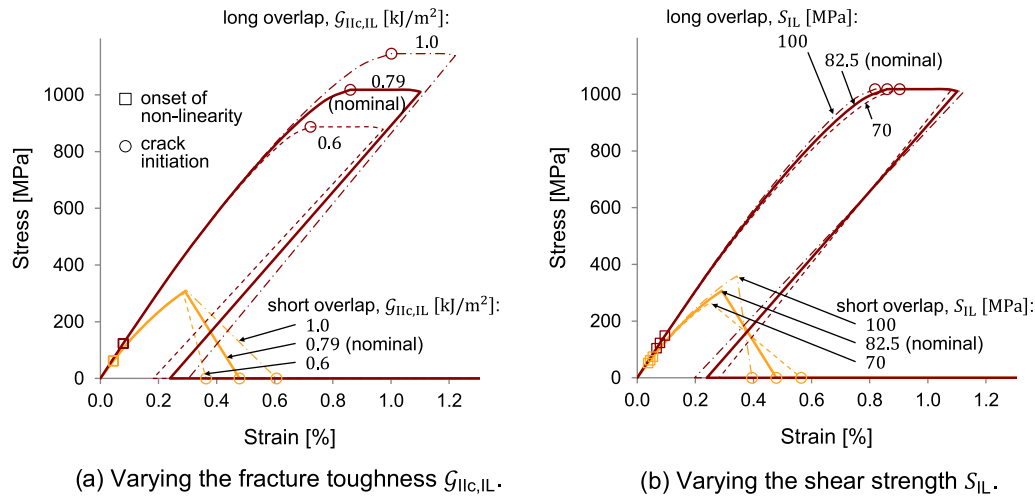 long overlap, 𝒢IIc,IL [kJ/m²]:
1.0
0.79
(nominal)
0.6
onset of
non-linearity
crack
initiation
1000
800
600
400
200
0
Stress [MPa]
short overlap, 𝒢IIc,IL [kJ/m²]:
1.0
0.79 (nominal)
0.6
0.0 0.2 0.4 0.6 0.8 1.0 1.2
Strain [%]
(a) Varying the fracture toughness 𝒢IIc,IL.
long overlap, SIL [MPa]:
100
82.5 (nominal)
70
1000
800
600
400
200
0
Stress [MPa]
short overlap, SIL [MPa]:
100
82.5 (nominal)
70
0.0 0.2 0.4 0.6 0.8 1.0 1.2
Strain [%]
(b) Varying the shear strength SIL.